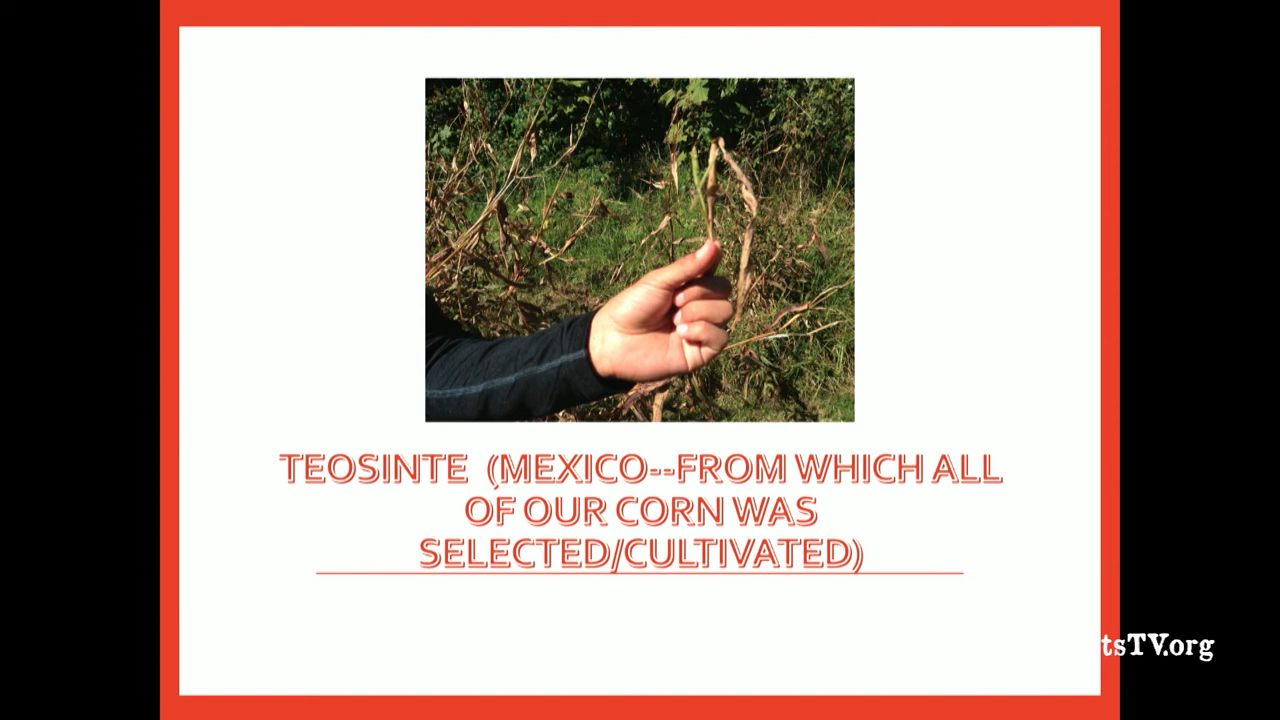 TEOSINTE (MEXICO--FROM WHICH ALL
OF OUR CORN WAS
SELECTED/CULTIVATED)
tsTV.org